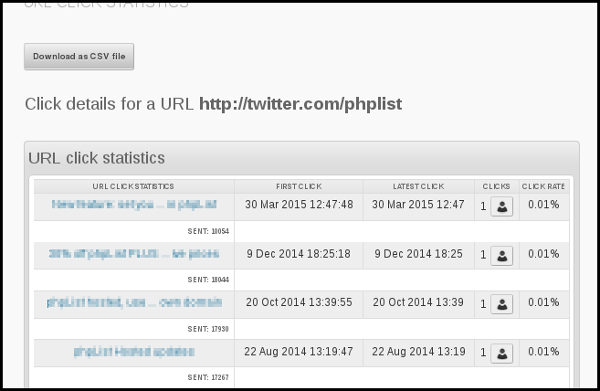 URL CLICK STATISTICS
Download as CSV file
Click details for a URL http://twitter.com/phplist
URL click statistics
URL CLICK STATISTICS FIRST CLICK LATEST CLICK CLICKS CLICK RATE
30 Mar 2015 12:47:48 30 Mar 2015 12:47 1 0.01%
SENT: 18054
9 Dec 2014 18:25:18 9 Dec 2014 18:25 1 0.01%
SENT: 18044
20 Oct 2014 13:39:55 20 Oct 2014 13:39 1 0.01%
SENT: 17930
22 Aug 2014 13:19:47 22 Aug 2014 13:19 1 0.01%
SENT: 17267